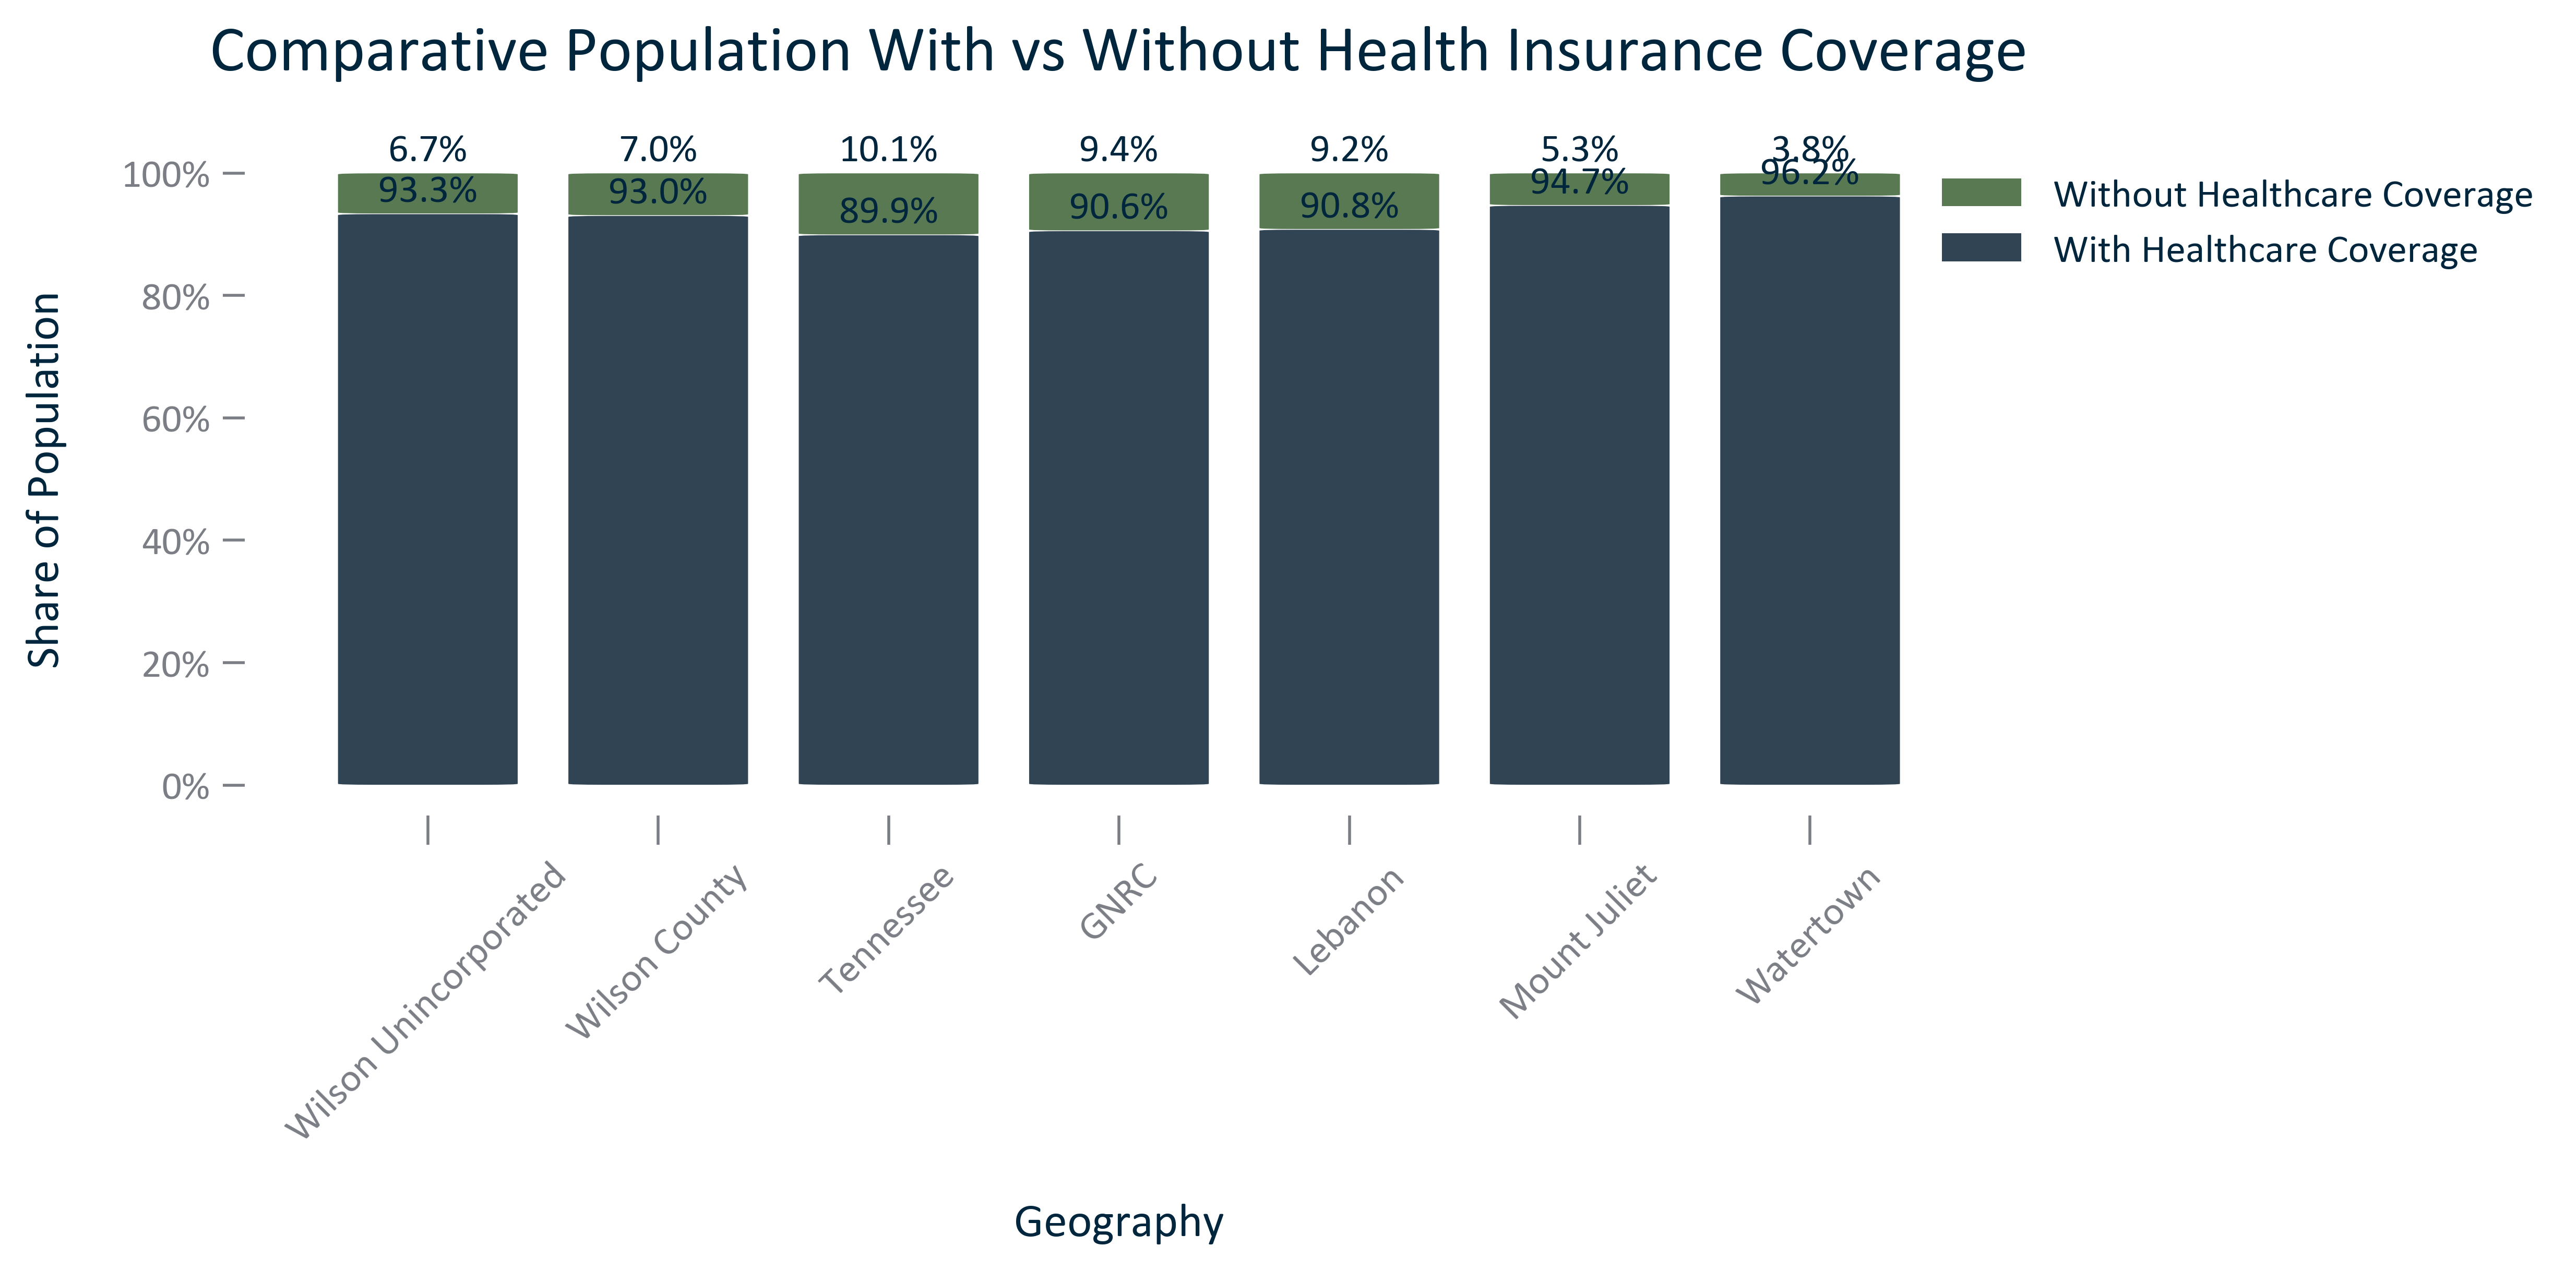 Comparative Population With vs Without Health Insurance Coverage
6.7% 7.0% 10.1% 9.4% 9.2% 5.3% 3.8%
93.3% 93.0% 89.9% 90.6% 90.8% 94.7% 96.2%
Without Healthcare Coverage
With Healthcare Coverage
100%
80%
60%
40%
20%
0%
Share of Population
Wilson Unincorporated
Wilson County
Tennessee
GNRC
Lebanon
Mount Juliet
Watertown
Geography